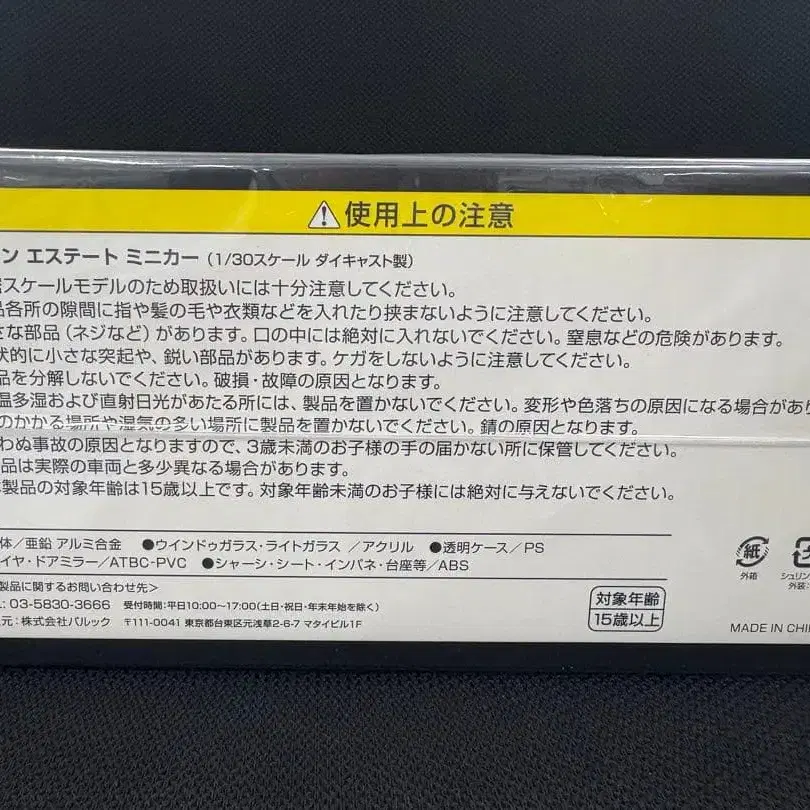 ⚠使用上の注意
ン エステート ミニカー (1/30スケール ダイキャスト製)
スケールモデルのため取扱いには十分注意してください。
品各所の隙間に指や髪の毛や衣類などを入れたり挟まないように注意してください。
さな部品(ネジなど)があります。口の中には絶対に入れないでください。窒息などの危険があります。
状的に小さな突起や、鋭い部品があります。ケガをしないように注意してください。
品を分解しないでください。破損・故障の原因となります。
温多湿および直射日光があたる所には、製品を置かないでください。変形や色落ちの原因になる場合があり
のかかる場所や湿気の多い場所に製品を置かないでください。錆の原因となります。
わぬ事故の原因となりますので、3歳未満のお子様の手の届かない所に保管してください。
品は実際の車両と多少異なる場合があります。
製品の対象年齢は15歳以上です。対象年齢未満のお子様には絶対に与えないでください。
体/亜鉛 アルミ合金 ●ウインドゥガラス・ライトガラス /アクリル ●透明ケース/PS
イヤ・ドアミラー/ATBC-PVC ●シャーシ・シート・インパネ・台座等/ABS
製品に関するお問い合わせ先>
: 03-5830-3666 受付時間:平日10:00〜17:00(土日・祝日・年末年始を除く)
元:株式会社バルック 〒111-0041 東京都台東区元浅草2-6-7 マタイビル1F
対象年齢
15歳以上
紙
外箱
シュリン
外装:
MADE IN CHI